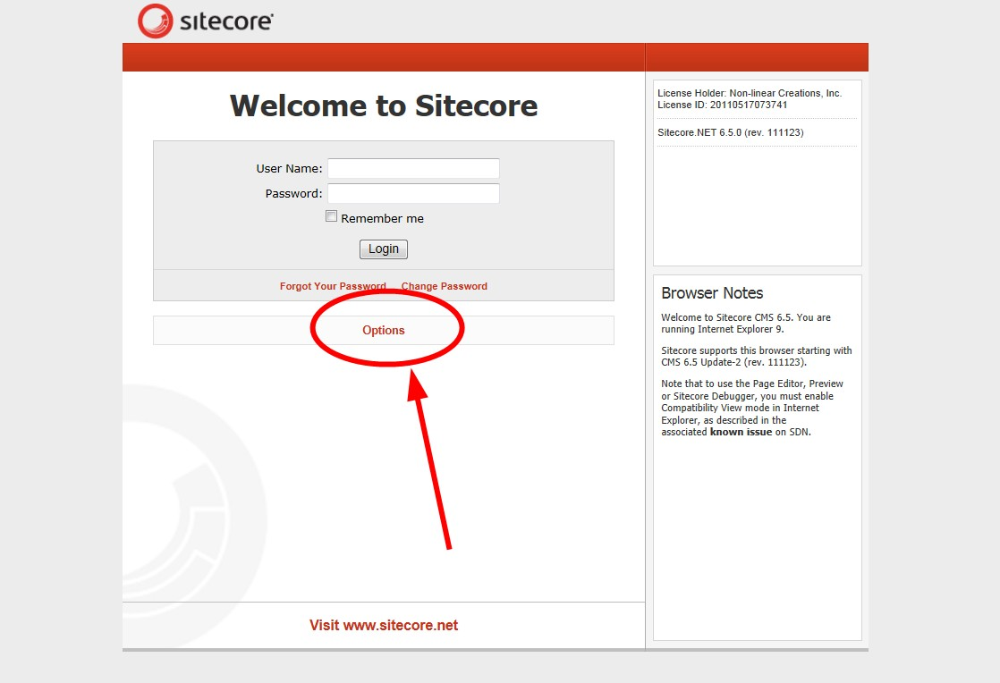 sitecore
Welcome to Sitecore
User Name:
Password:
Remember me
Login
Forgot Your Password Change Password
Options
Visit www.sitecore.net
License Holder: Non-linear Creations, Inc.
License ID: 20110517073741
Sitecore.NET 6.5.0 (rev. 111123)
Browser Notes
Welcome to Sitecore CMS 6.5. You are
running Internet Explorer 9.
Sitecore supports this browser starting with
CMS 6.5 Update-2 (rev. 111123).
Note that to use the Page Editor, Preview
or Sitecore Debugger, you must enable
Compatibility View mode in Internet
Explorer, as described in the
associated known issue on SDN.